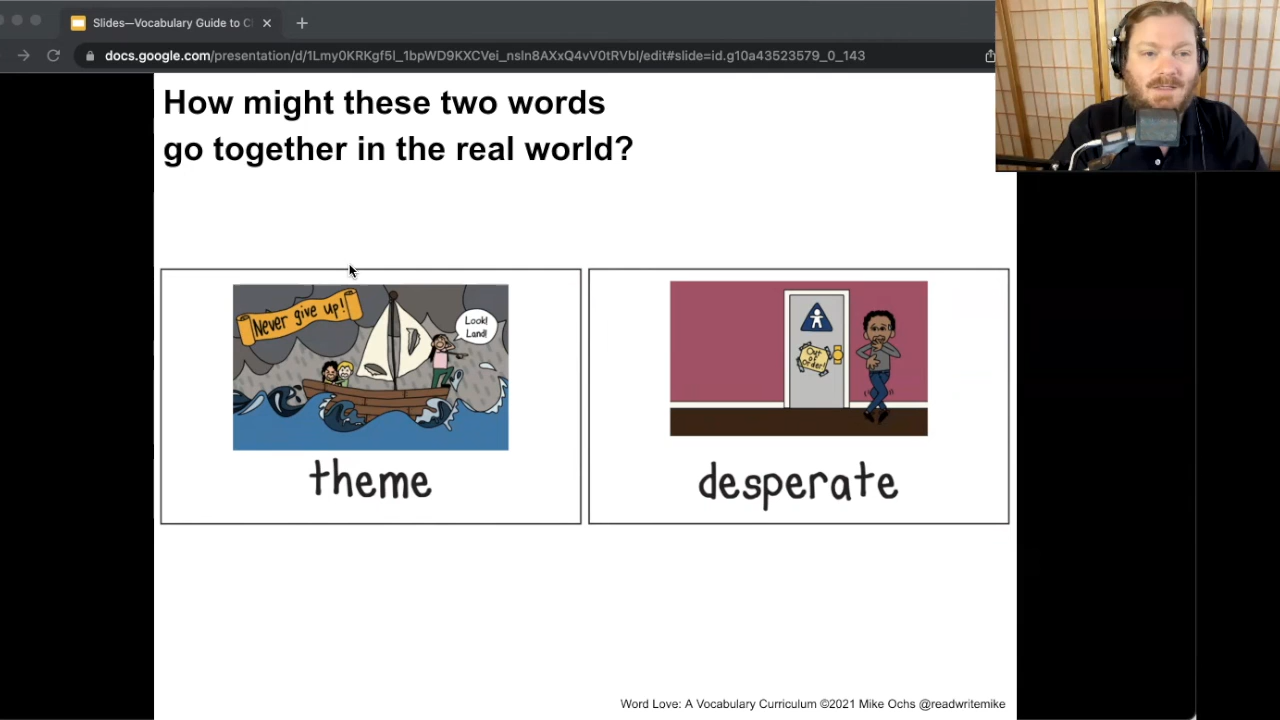 Slides—Vocabulary Guide to C
docs.google.com/presentation/d/1Lmy0KRKgf5I_1bpWD9KXCVei_nsIn8AXxQ4vV0tRVbI/edit#slide=id.g10a43523579_0_143
How might these two words
go together in the real world?
Never give up!
Look!
Land!
theme
Out
of
order!
desperate
Word Love: A Vocabulary Curriculum ©2021 Mike Ochs @readwritemike